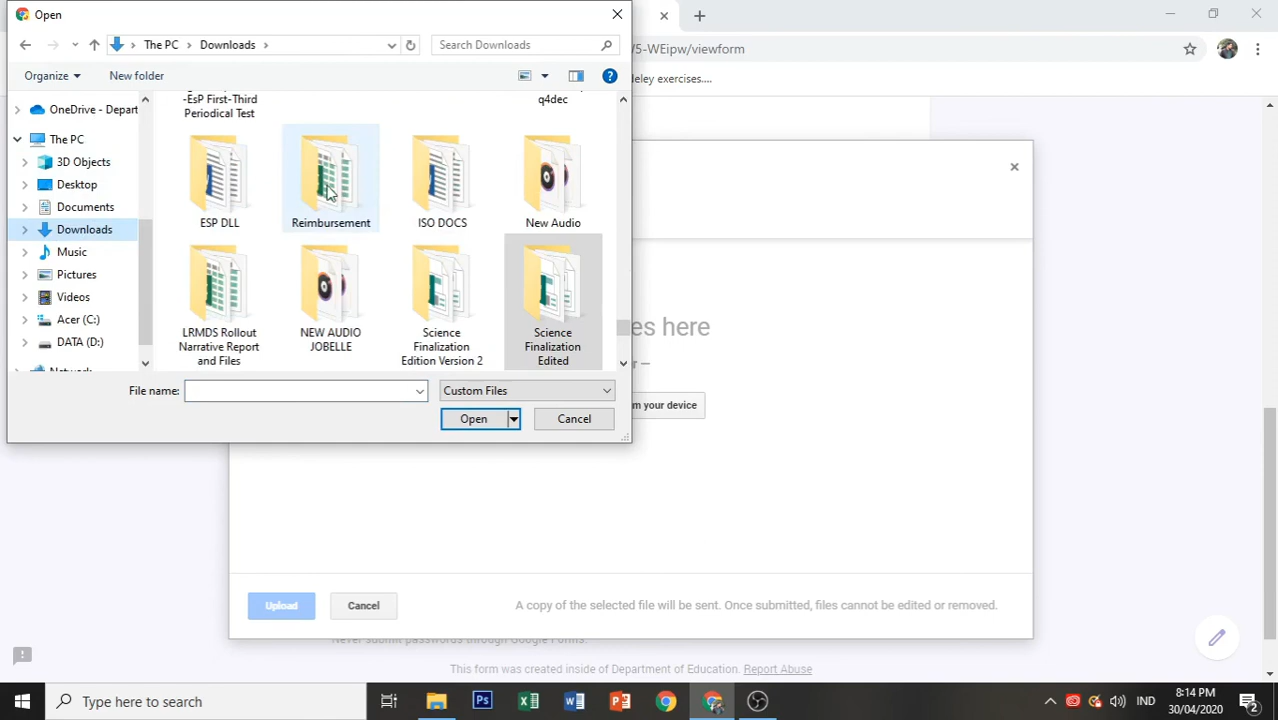 Open
W5-WEipw/viewform
The PC
Downloads
Search Downloads
deley exercises....
Organize
New folder
OneDrive - Depart
The PC
3D Objects
Desktop
Documents
Downloads
Music
Pictures
Videos
Acer (C:)
DATA (D:)
Network
-EsP First-Third
Periodical Test
q4dec
ESP DLL
Reimbursement
ISO DOCS
New Audio
LRMDS Rollout
Narrative Report
and Files
NEW AUDIO
JOBELLE
Science
Finalization
Edition Version 2
Science
Finalization
Edited
es here
or —
File name:
Custom Files
m your device
Open
Cancel
Upload
Cancel
A copy of the selected file will be sent. Once submitted, files cannot be edited or removed.
Never submit passwords through Google Forms.
This form was created inside of Department of Education. Report Abuse
Type here to search
IND
8:14 PM
30/04/2020
2